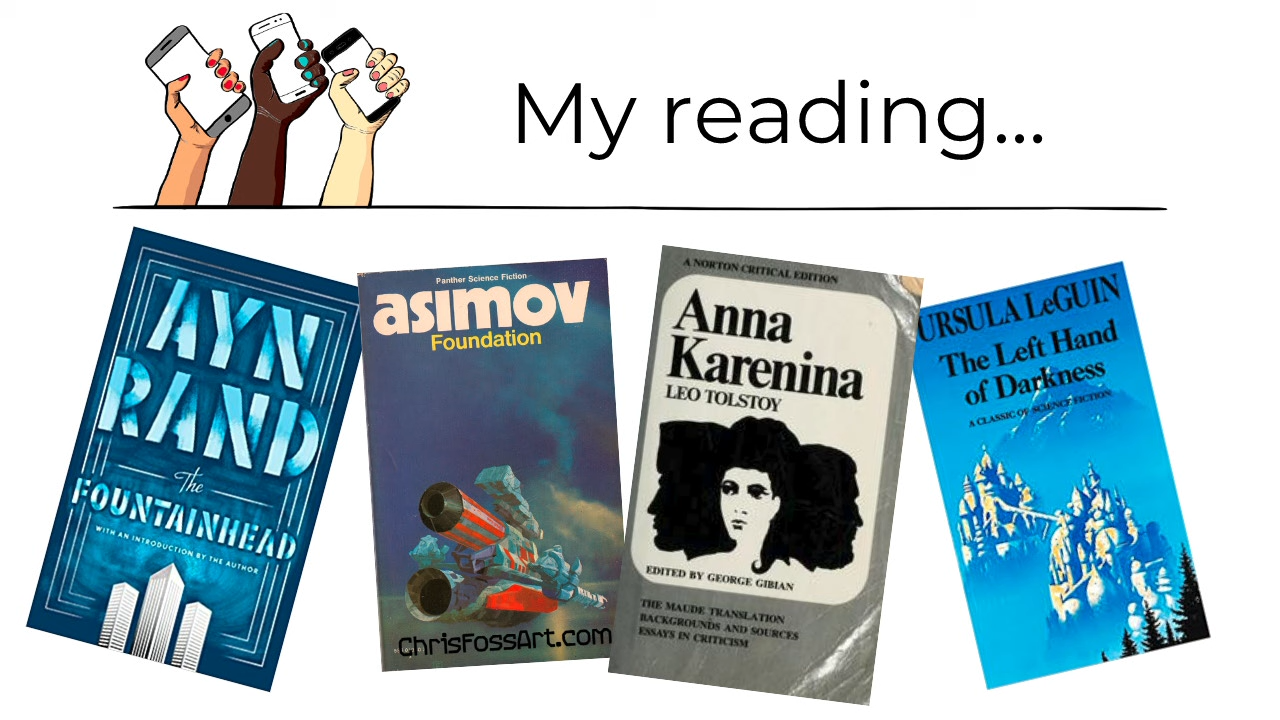 My reading...
AYN
RAND
The
FOUNTAINHEAD
WITH AN INTRODUCTION BY THE AUTHOR
Panther Science Fiction
asimov
Foundation
ChrisFossArt.com
A NORTON CRITICAL EDITION
Anna
Karenina
LEO TOLSTOY
EDITED BY GEORGE GIBIAN
THE MAUDE TRANSLATION
BACKGROUNDS AND SOURCES
ESSAYS IN CRITICISM
URSULA LeGUIN
The Left Hand
of Darkness
A CLASSIC OF SCIENCE FICTION